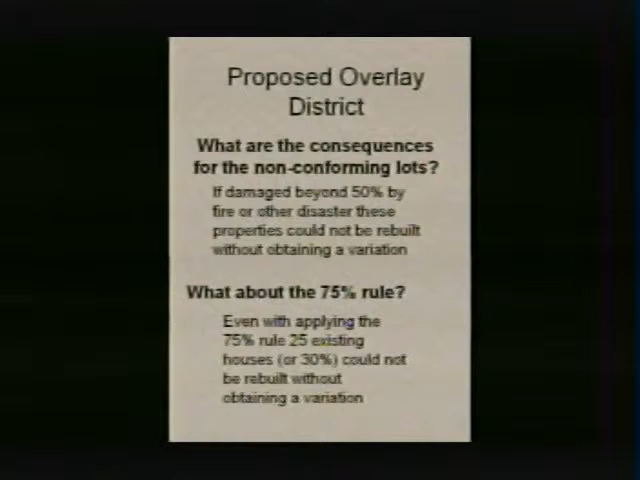 Proposed Overlay
District
What are the consequences
for the non-conforming lots?
If damaged beyond 50% by
fire or other disaster these
properties could not be rebuilt
without obtaining a variation
What about the 75% rule?
Even with applying the
75% rule 25 existing
houses (or 30%) could not
be rebuilt without
obtaining a variation